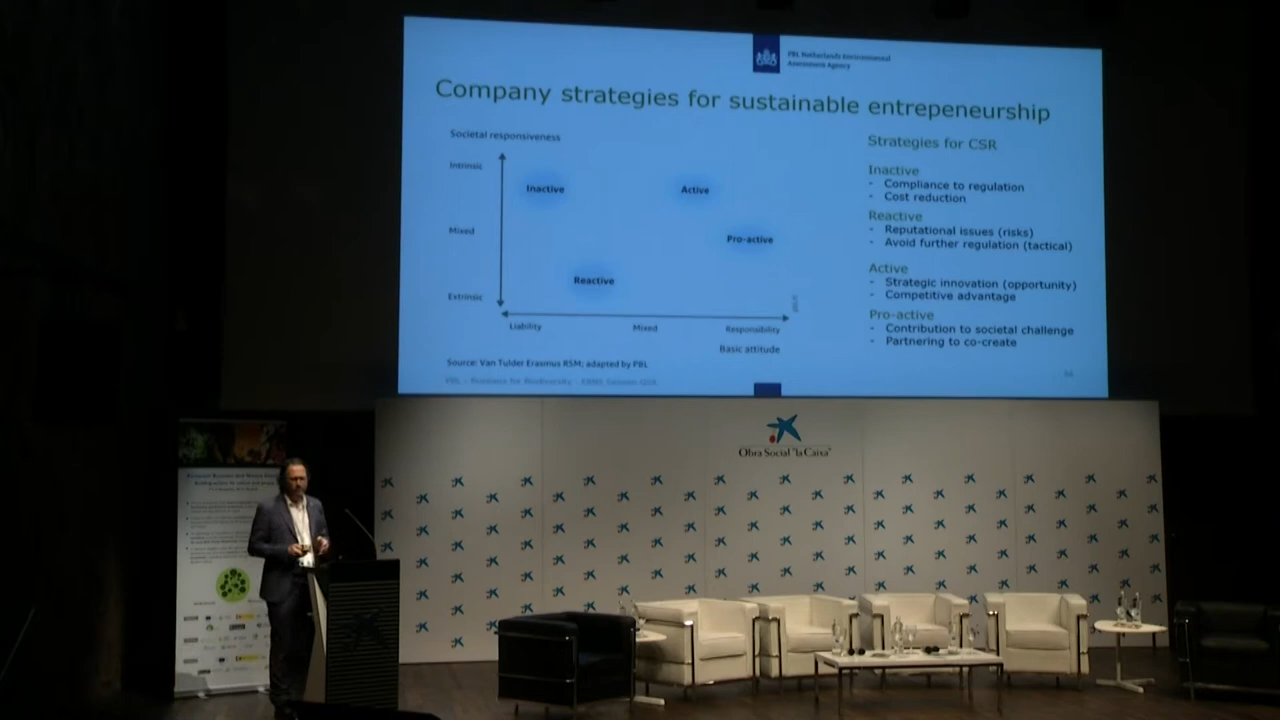 PBL Netherlands Environmental
Assessment Agency
Company strategies for sustainable entrepeneurship
Societal responsiveness
Intrinsic
Mixed
Extrinsic
Inactive
Active
Pro-active
Reactive
Liability
Mixed
Responsibility
Basic attitude
Source: Van Tulder Erasmus RSM; adapted by PBL
Strategies for CSR
Inactive
- Compliance to regulation
- Cost reduction
Reactive
- Reputational issues (risks)
- Avoid further regulation (tactical)
Active
- Strategic innovation (opportunity)
- Competitive advantage
Pro-active
- Contribution to societal challenge
- Partnering to co-create
Obra Social "la Caixa"